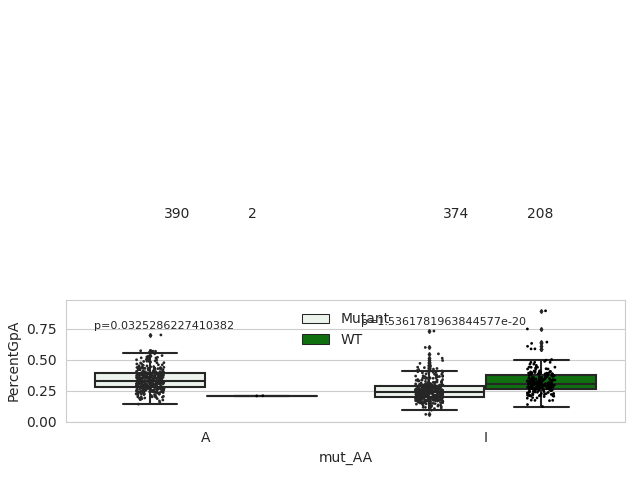 390 2 374 208
Mutant
p=0.0325286227410382 p=1.5361781963844577e-20
WT
PercentGpA
0.75
0.50
0.25
0.00
A I
mut_AA